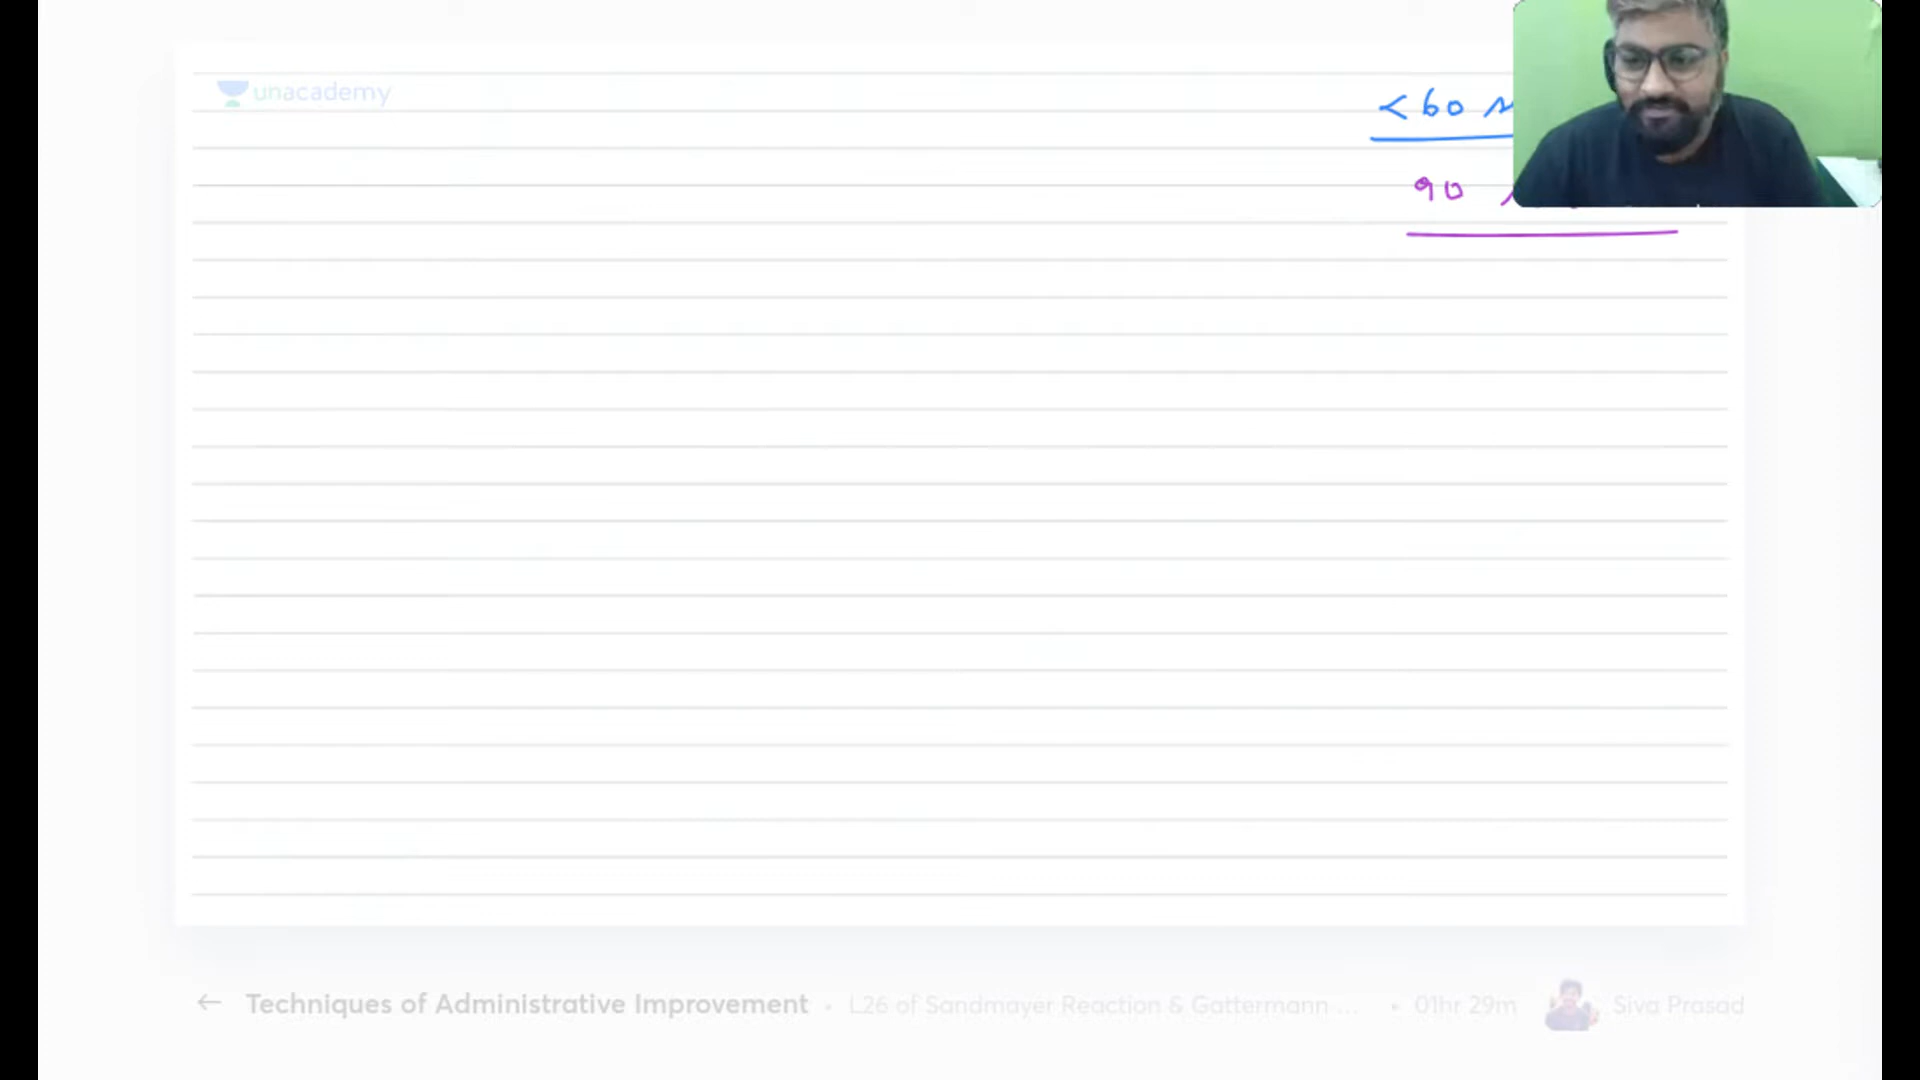 unacademy
< 60
90
← Techniques of Administrative Improvement • L26 of Sandmayer Reaction & Gattermann ... • 01hr 29m Siva Prasad